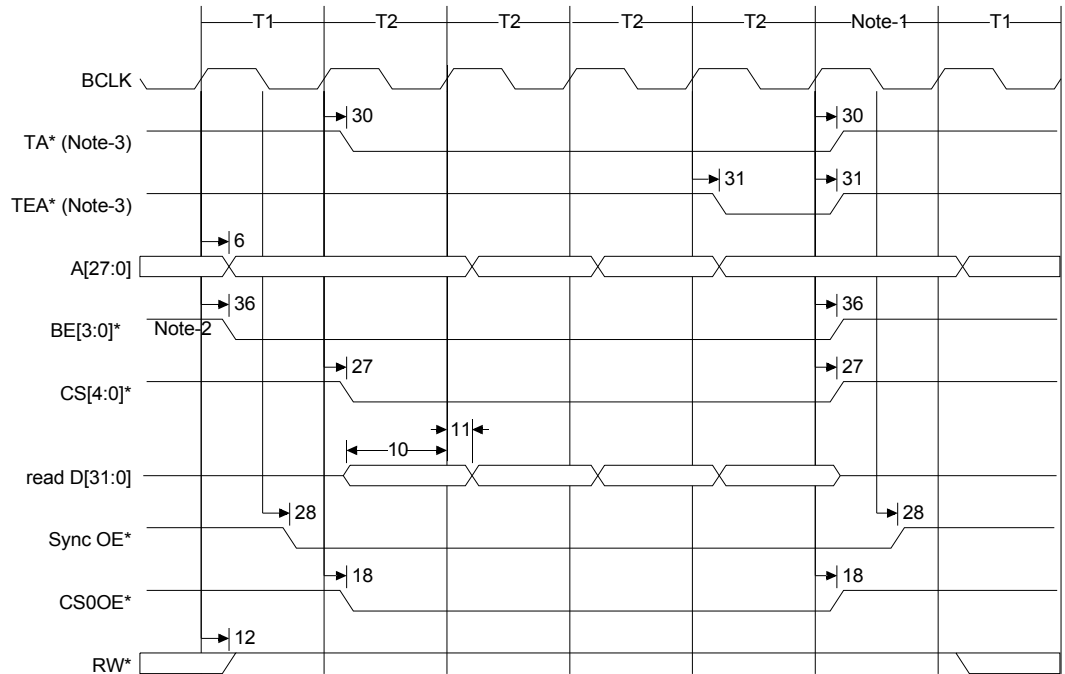 T1 T2 T2 T2 T2 Note-1 T1
BCLK
30 30
TA* (Note-3)
31 31
TEA* (Note-3)
6
A[27:0]
36 36
BE[3:0]* Note-2
27 27
CS[4:0]*
11
10
read D[31:0]
28 28
Sync OE*
18 18
CS0OE*
12
RW*